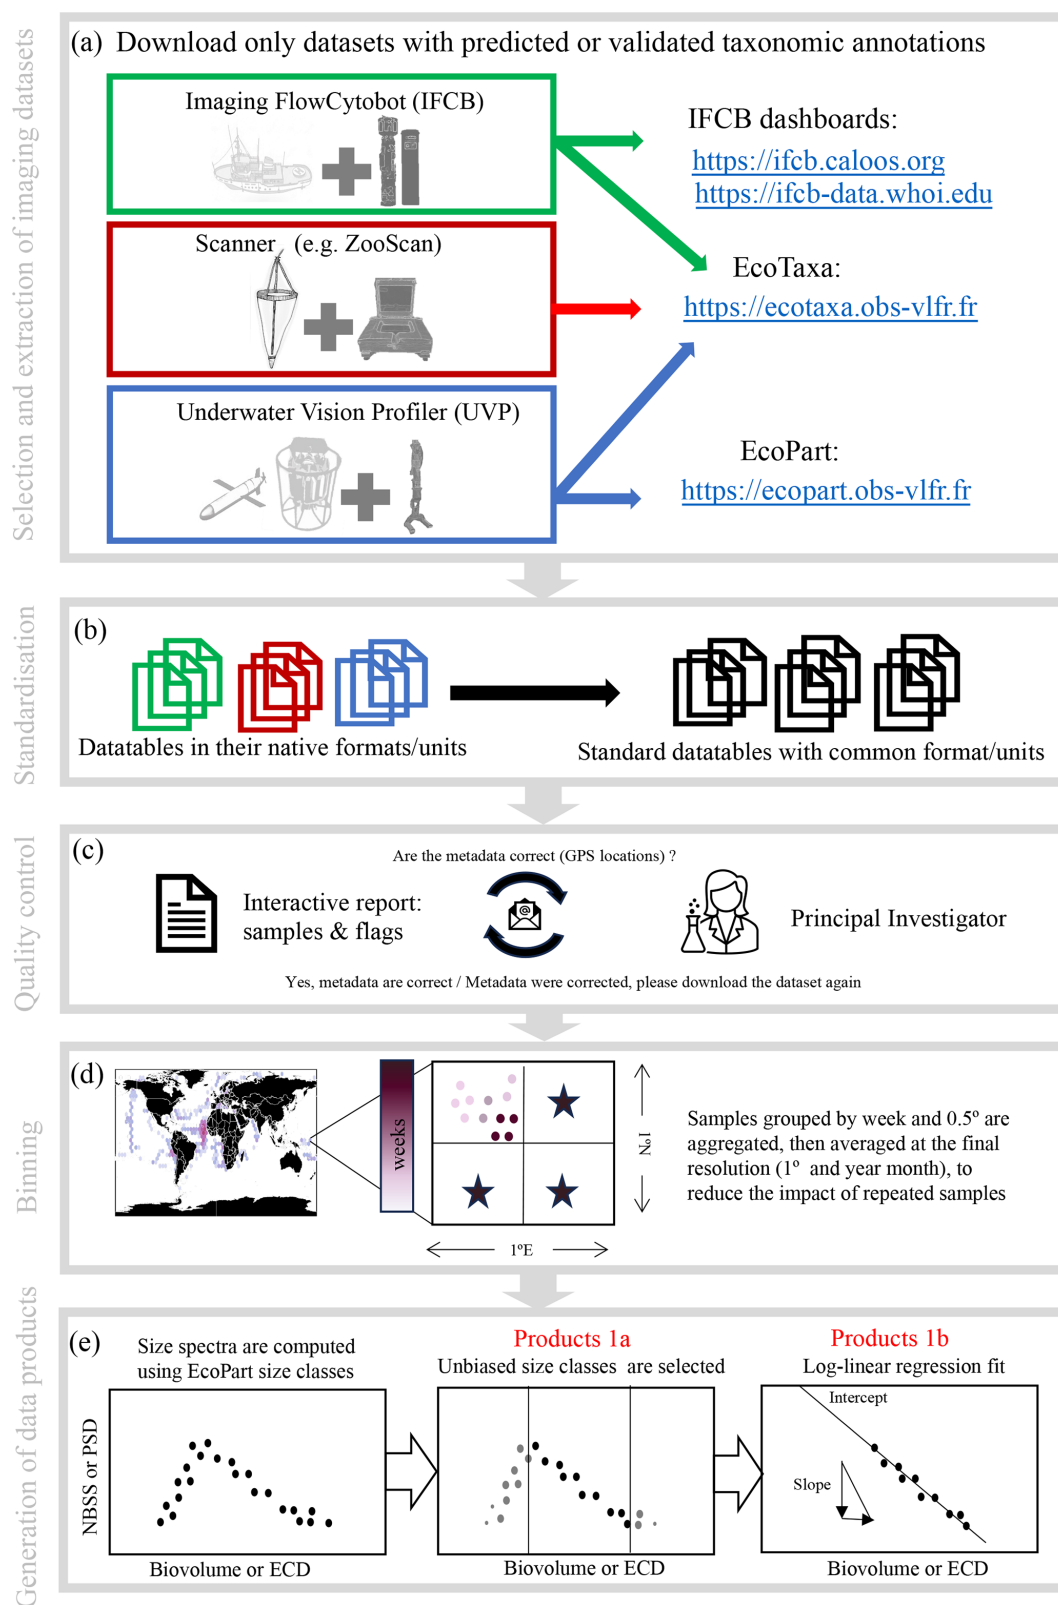 Selection and extraction of imaging datasets
(a) Download only datasets with predicted or validated taxonomic annotations
Imaging FlowCytobot (IFCB)
IFCB dashboards:
https://ifcb.caloos.org
https://ifcb-data.whoi.edu
Scanner (e.g. ZooScan)
EcoTaxa:
https://ecotaxa.obs-vlfr.fr
Underwater Vision Profiler (UVP)
EcoPart:
https://ecopart.obs-vlfr.fr
Standardisation
(b)
Datatables in their native formats/units
Standard datatables with common format/units
Quality control
(c)
Are the metadata correct (GPS locations) ?
Interactive report:
samples & flags
@
Principal Investigator
Yes, metadata are correct / Metadata were corrected, please download the dataset again
Binning
(d)
weeks
1ºN
1ºE
Samples grouped by week and 0.5º are
aggregated, then averaged at the final
resolution (1º and year month), to
reduce the impact of repeated samples
Generation of data products
(e)
Size spectra are computed
using EcoPart size classes
NBSS or PSD
Biovolume or ECD
Products 1a
Unbiased size classes are selected
Biovolume or ECD
Products 1b
Log-linear regression fit
Intercept
Slope
Biovolume or ECD